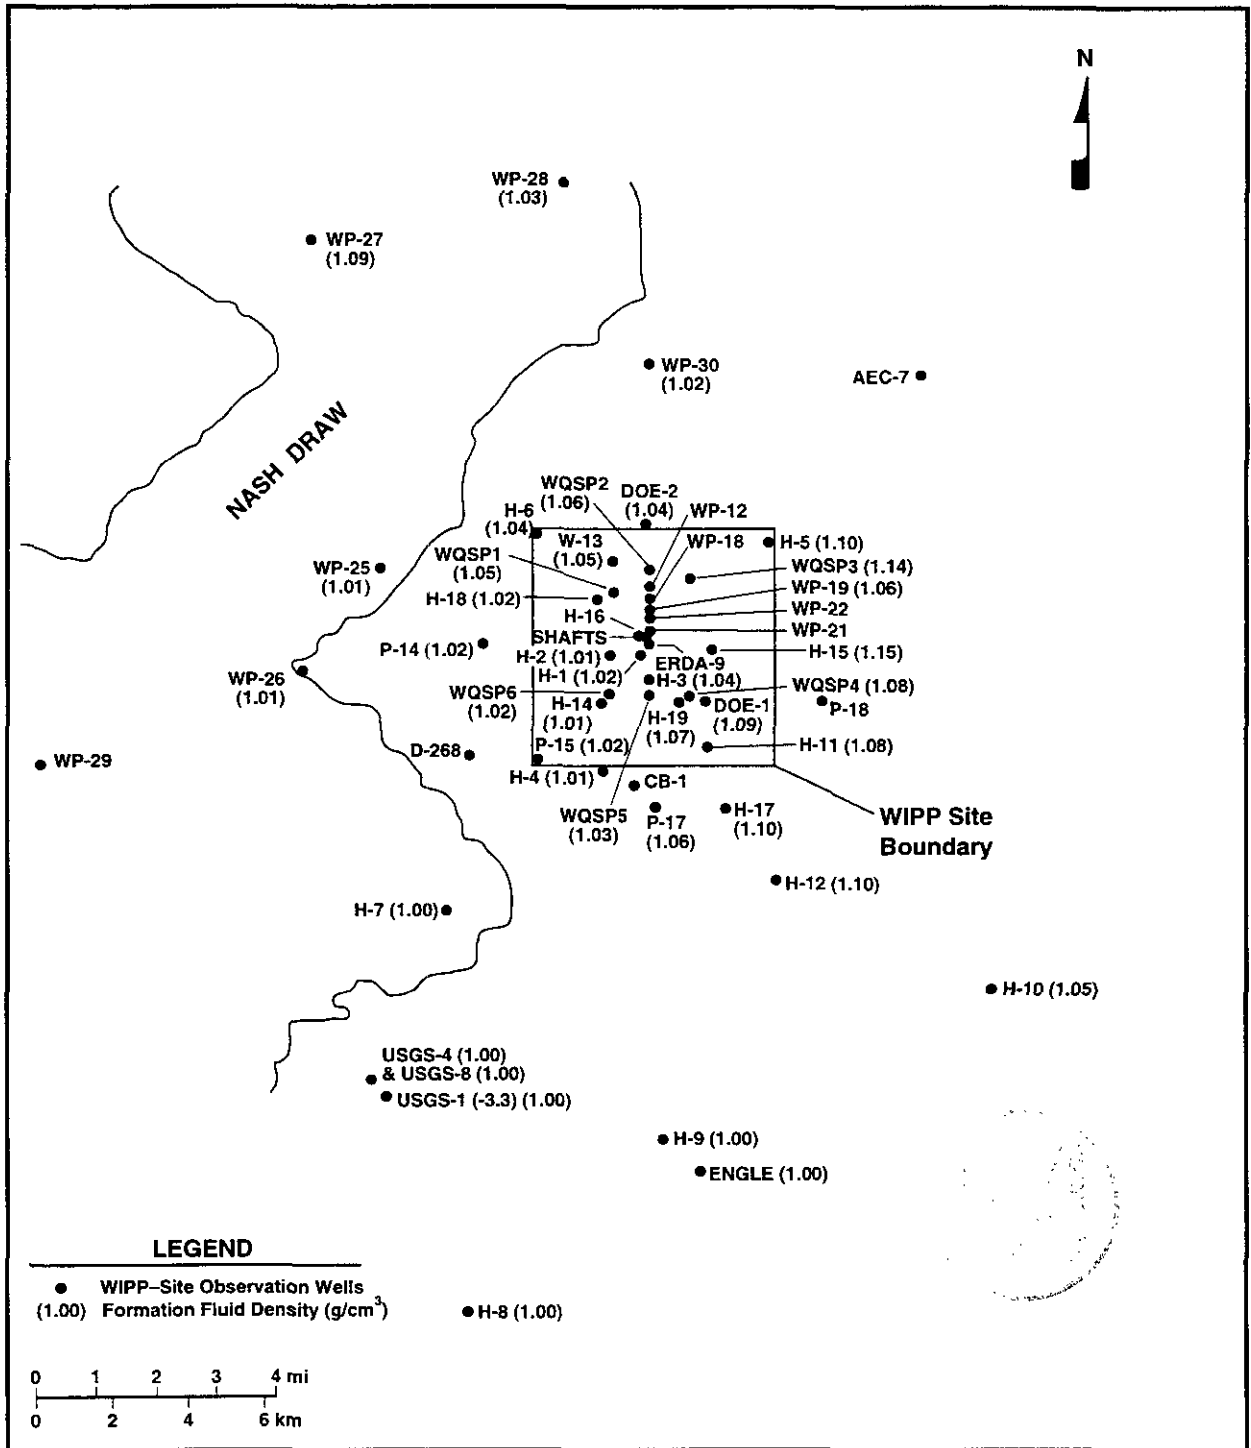 N
WP-28
(1.03)
WP-27
(1.09)
WP-30
(1.02)
AEC-7
NASH DRAW
WQSP2
(1.06)
DOE-2
(1.04)
WP-12
H-6
(1.04)
W-13
(1.05)
WP-18
H-5 (1.10)
WQSP1
(1.05)
WQSP3 (1.14)
WP-25
(1.01)
WP-19 (1.06)
H-18 (1.02)
WP-22
H-16
WP-21
SHAFTS
P-14 (1.02)
H-2 (1.01)
H-15 (1.15)
ERDA-9
H-1 (1.02)
H-3 (1.04)
WP-26
(1.01)
WQSP6
(1.02)
WQSP4 (1.08)
H-14
(1.01)
H-19
(1.07)
DOE-1
(1.09)
P-18
P-15 (1.02)
H-11 (1.08)
D-268
WP-29
H-4 (1.01)
CB-1
WQSP5
(1.03)
P-17
(1.06)
H-17
(1.10)
WIPP Site
Boundary
H-12 (1.10)
H-7 (1.00)
H-10 (1.05)
USGS-4 (1.00)
& USGS-8 (1.00)
USGS-1 (-3.3) (1.00)
H-9 (1.00)
ENGLE (1.00)
LEGEND
WIPP–Site Observation Wells
(1.00) Formation Fluid Density (g/cm³)
H-8 (1.00)
0 1 2 3 4 mi
0 2 4 6 km